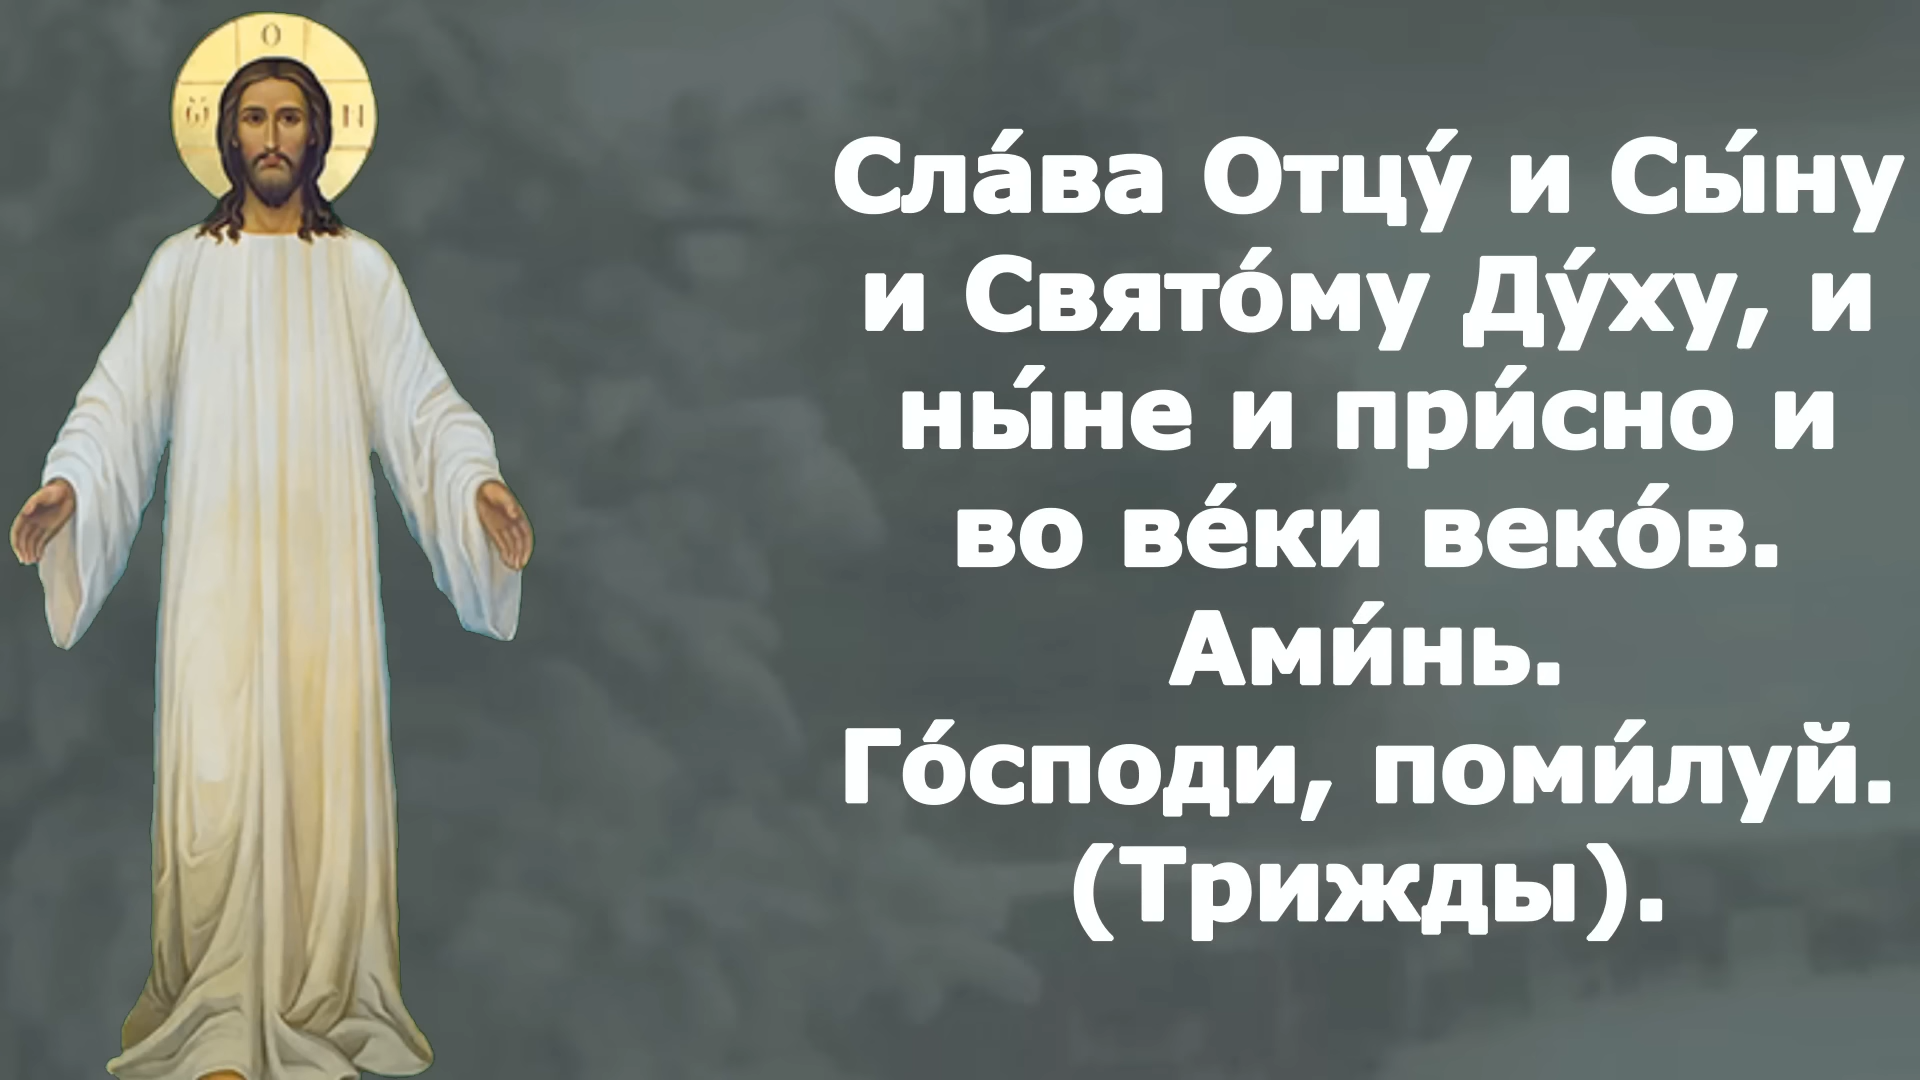 О
ѿ Н
Сла́ва Отцу́ и Сы́ну
и Свято́му Ду́ху, и
ны́не и при́сно и
во ве́ки веко́в.
Ами́нь.
Го́споди, поми́луй.
(Трижды).